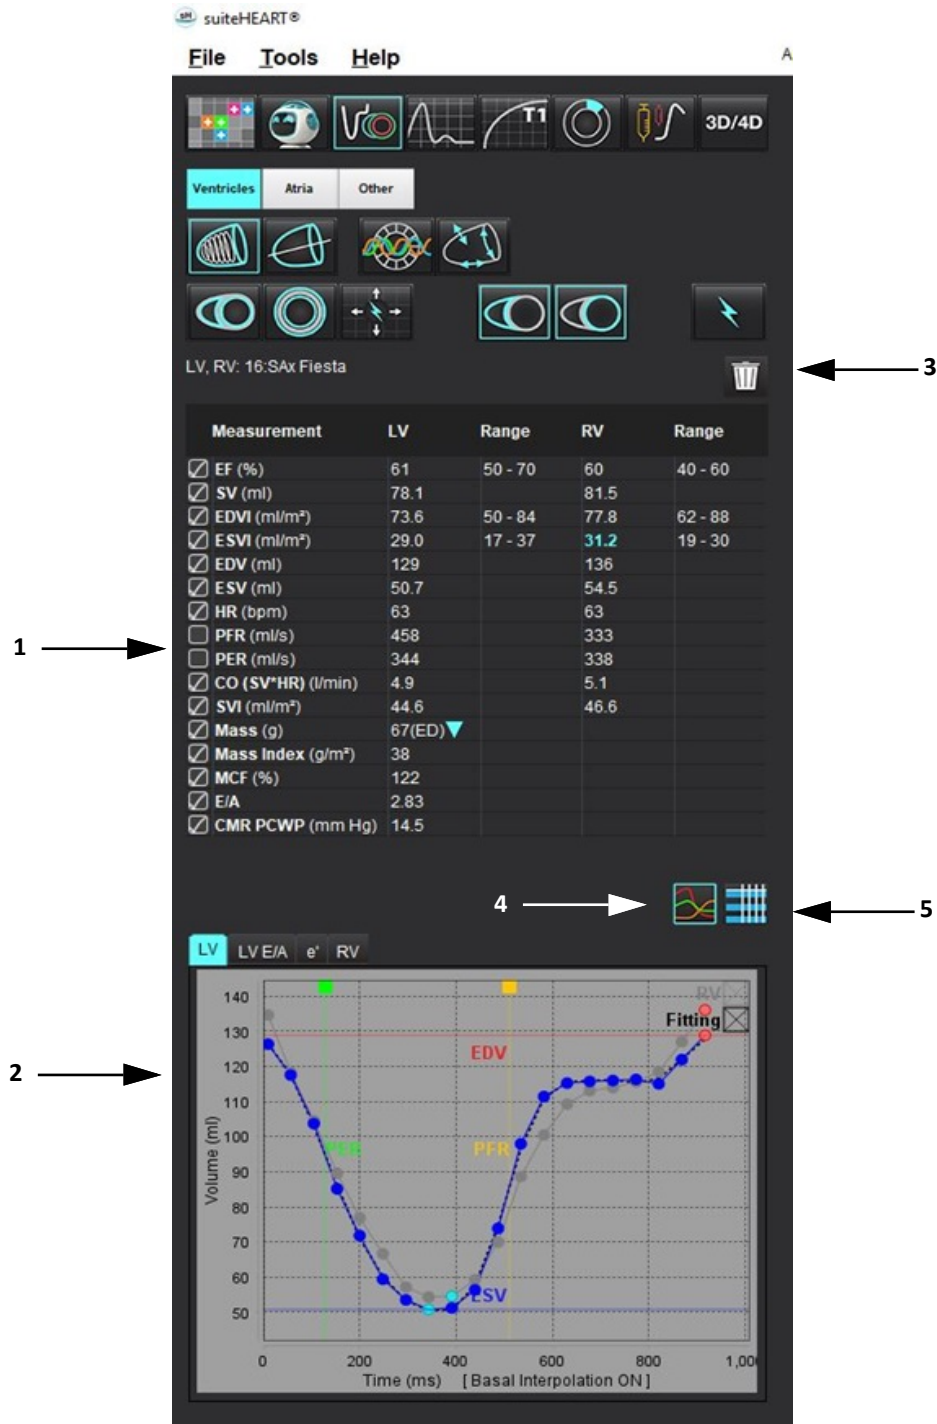 sH suiteHEART®
File Tools Help A
T1 3D/4D
Ventricles Atria Other
LV, RV: 16:SAx Fiesta
3
Measurement LV Range RV Range
EF (%) 61 50 - 70 60 40 - 60
SV (ml) 78.1 81.5
EDVI (ml/m²) 73.6 50 - 84 77.8 62 - 88
ESVI (ml/m²) 29.0 17 - 37 31.2 19 - 30
EDV (ml) 129 136
ESV (ml) 50.7 54.5
HR (bpm) 63 63
PFR (ml/s) 458 333
1
PER (ml/s) 344 338
CO (SV*HR) (l/min) 4.9 5.1
SVI (ml/m²) 44.6 46.6
Mass (g) 67(ED)
Mass Index (g/m²) 38
MCF (%) 122
E/A 2.83
CMR PCWP (mm Hg) 14.5
4
5
LV LV E/A e' RV
RV
Fitting
EDV
2
PER PFR
ESV
Volume (ml)
140
130
120
110
100
90
80
70
60
50
0 200 400 600 800 1,00
Time (ms) [ Basal Interpolation ON ]